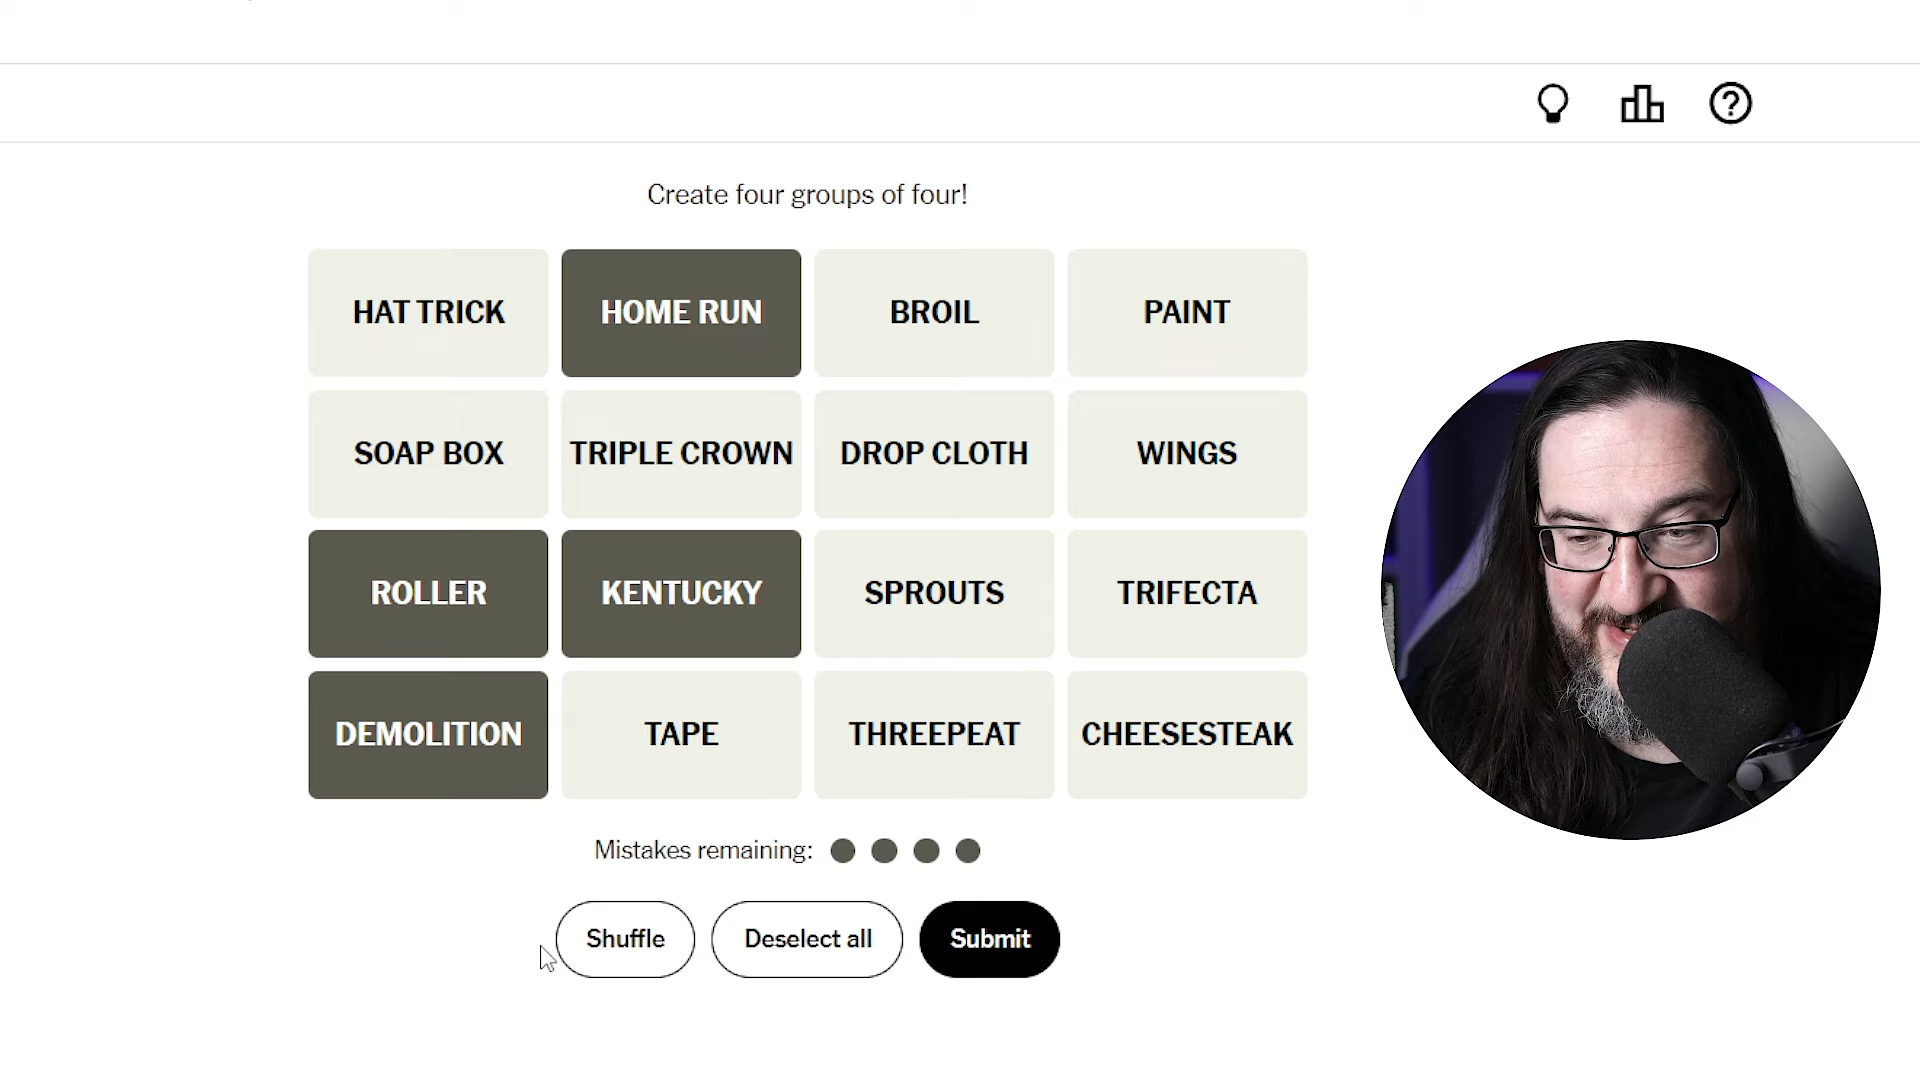 Create four groups of four!
HAT TRICK
HOME RUN
BROIL
PAINT
SOAP BOX
TRIPLE CROWN
DROP CLOTH
WINGS
ROLLER
KENTUCKY
SPROUTS
TRIFECTA
DEMOLITION
TAPE
THREEPEAT
CHEESESTEAK
Mistakes remaining:
Shuffle
Deselect all
Submit